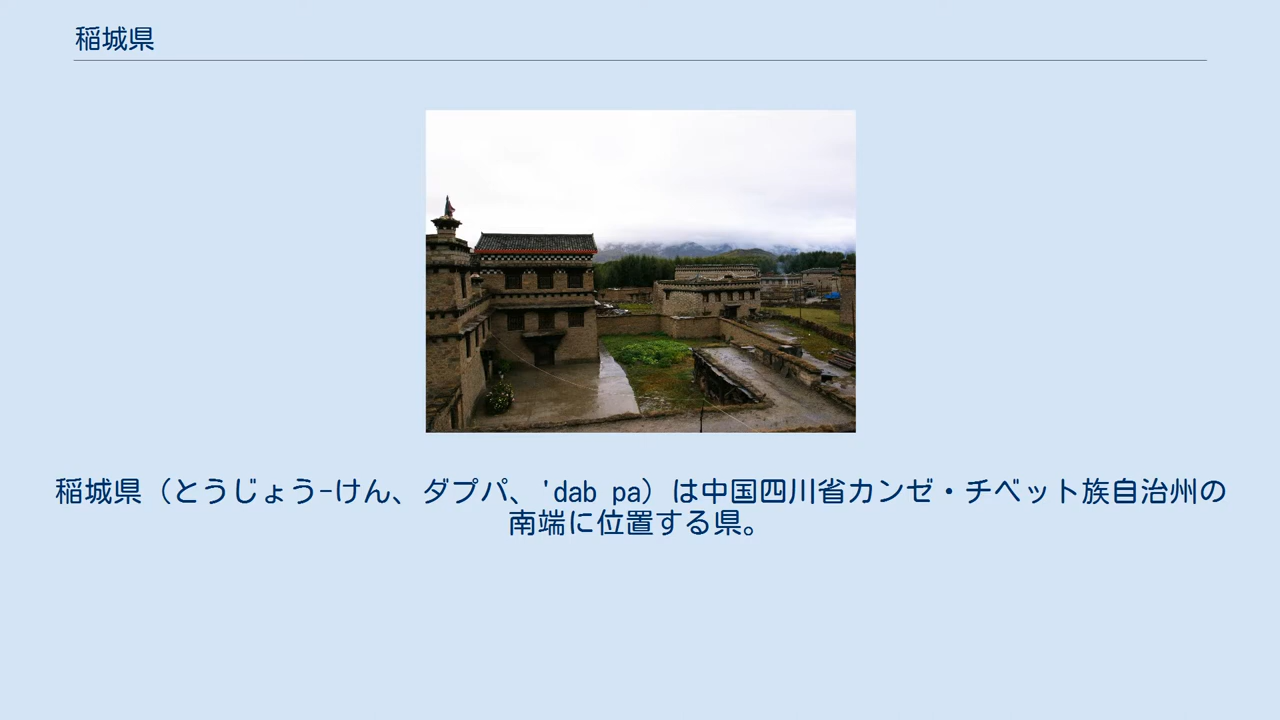 稲城県
稲城県（とうじょう-けん、ダプパ、'dab pa）は中国四川省カンゼ・チベット族自治州の
南端に位置する県。